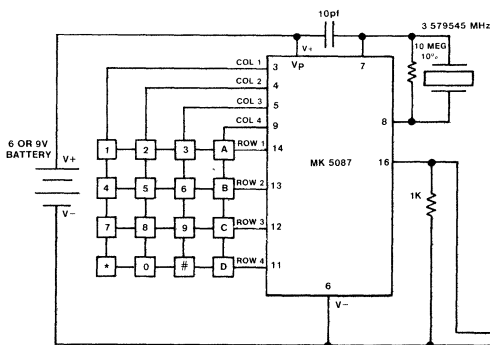 10pf
3 579545 MHz
V+
10 MEG
10%
COL 1
3
VP
7
COL 2
4
COL 3
5
8
COL 4
9
6 OR 9V
BATTERY
V+
V-
1 2 3 A ROW 1 14
MK 5087
16
4 5 6 B ROW 2 13
1K
7 8 9 C ROW 3 12
* 0 # D ROW 4 11
6
V-